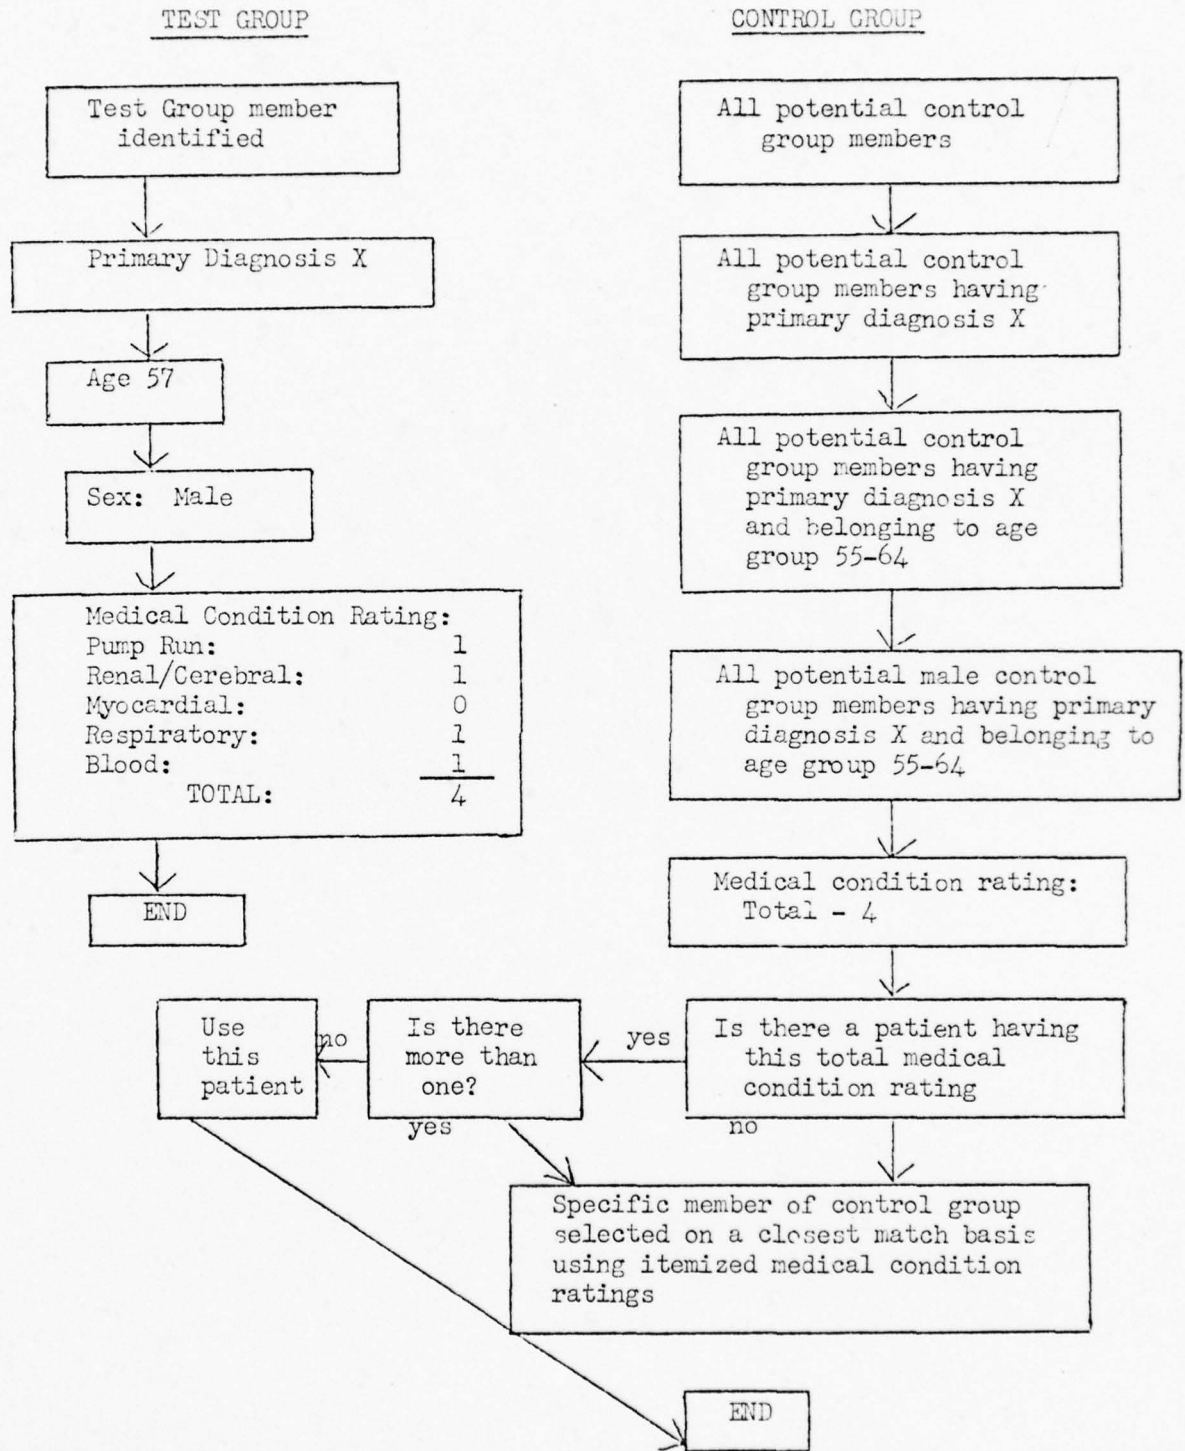 TEST GROUP
Test Group member
identified
Primary Diagnosis X
Age 57
Sex: Male
Medical Condition Rating:
Pump Run: 1
Renal/Cerebral: 1
Myocardial: 0
Respiratory: 1
Blood: 1
TOTAL: 4
END
CONTROL GROUP
All potential control
group members
All potential control
group members having
primary diagnosis X
All potential control
group members having
primary diagnosis X
and belonging to age
group 55-64
All potential male control
group members having primary
diagnosis X and belonging to
age group 55-64
Medical condition rating:
Total - 4
Is there a patient having
this total medical
condition rating
yes
no
Is there
more than
one?
no
yes
Use
this
patient
Specific member of control group
selected on a closest match basis
using itemized medical condition
ratings
END